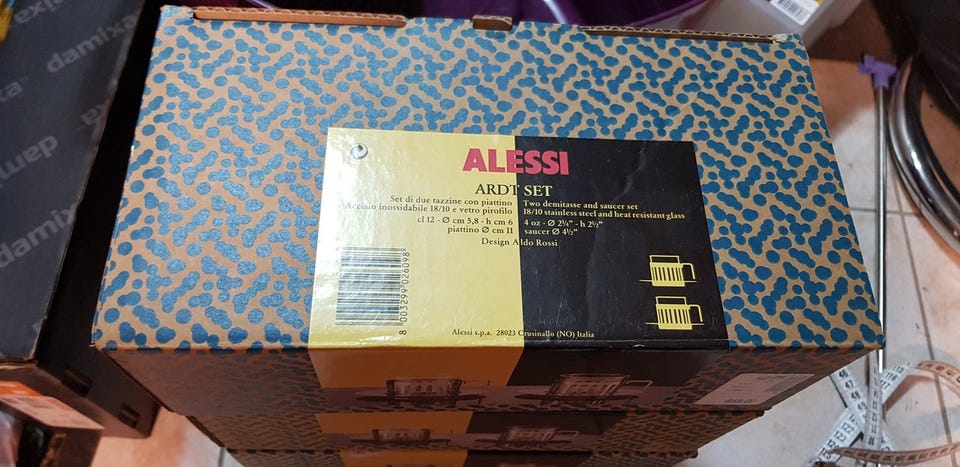 ALESSI
ARDT SET
Set di due tazzine con piattino
Acciaio inossidabile 18/10 e vetro pirofilo
cl 12 - Ø cm 5,8 - h cm 6
piattino Ø cm 11
Two demitasse and saucer set
18/10 stainless steel and heat resistant glass
4 oz - Ø 2¼" - h 2½"
saucer Ø 4½"
Design Aldo Rossi
8 003299 026098
Alessi s.p.a. 28023 Crusinallo (NO) Italia
damixa
damixa
damixa